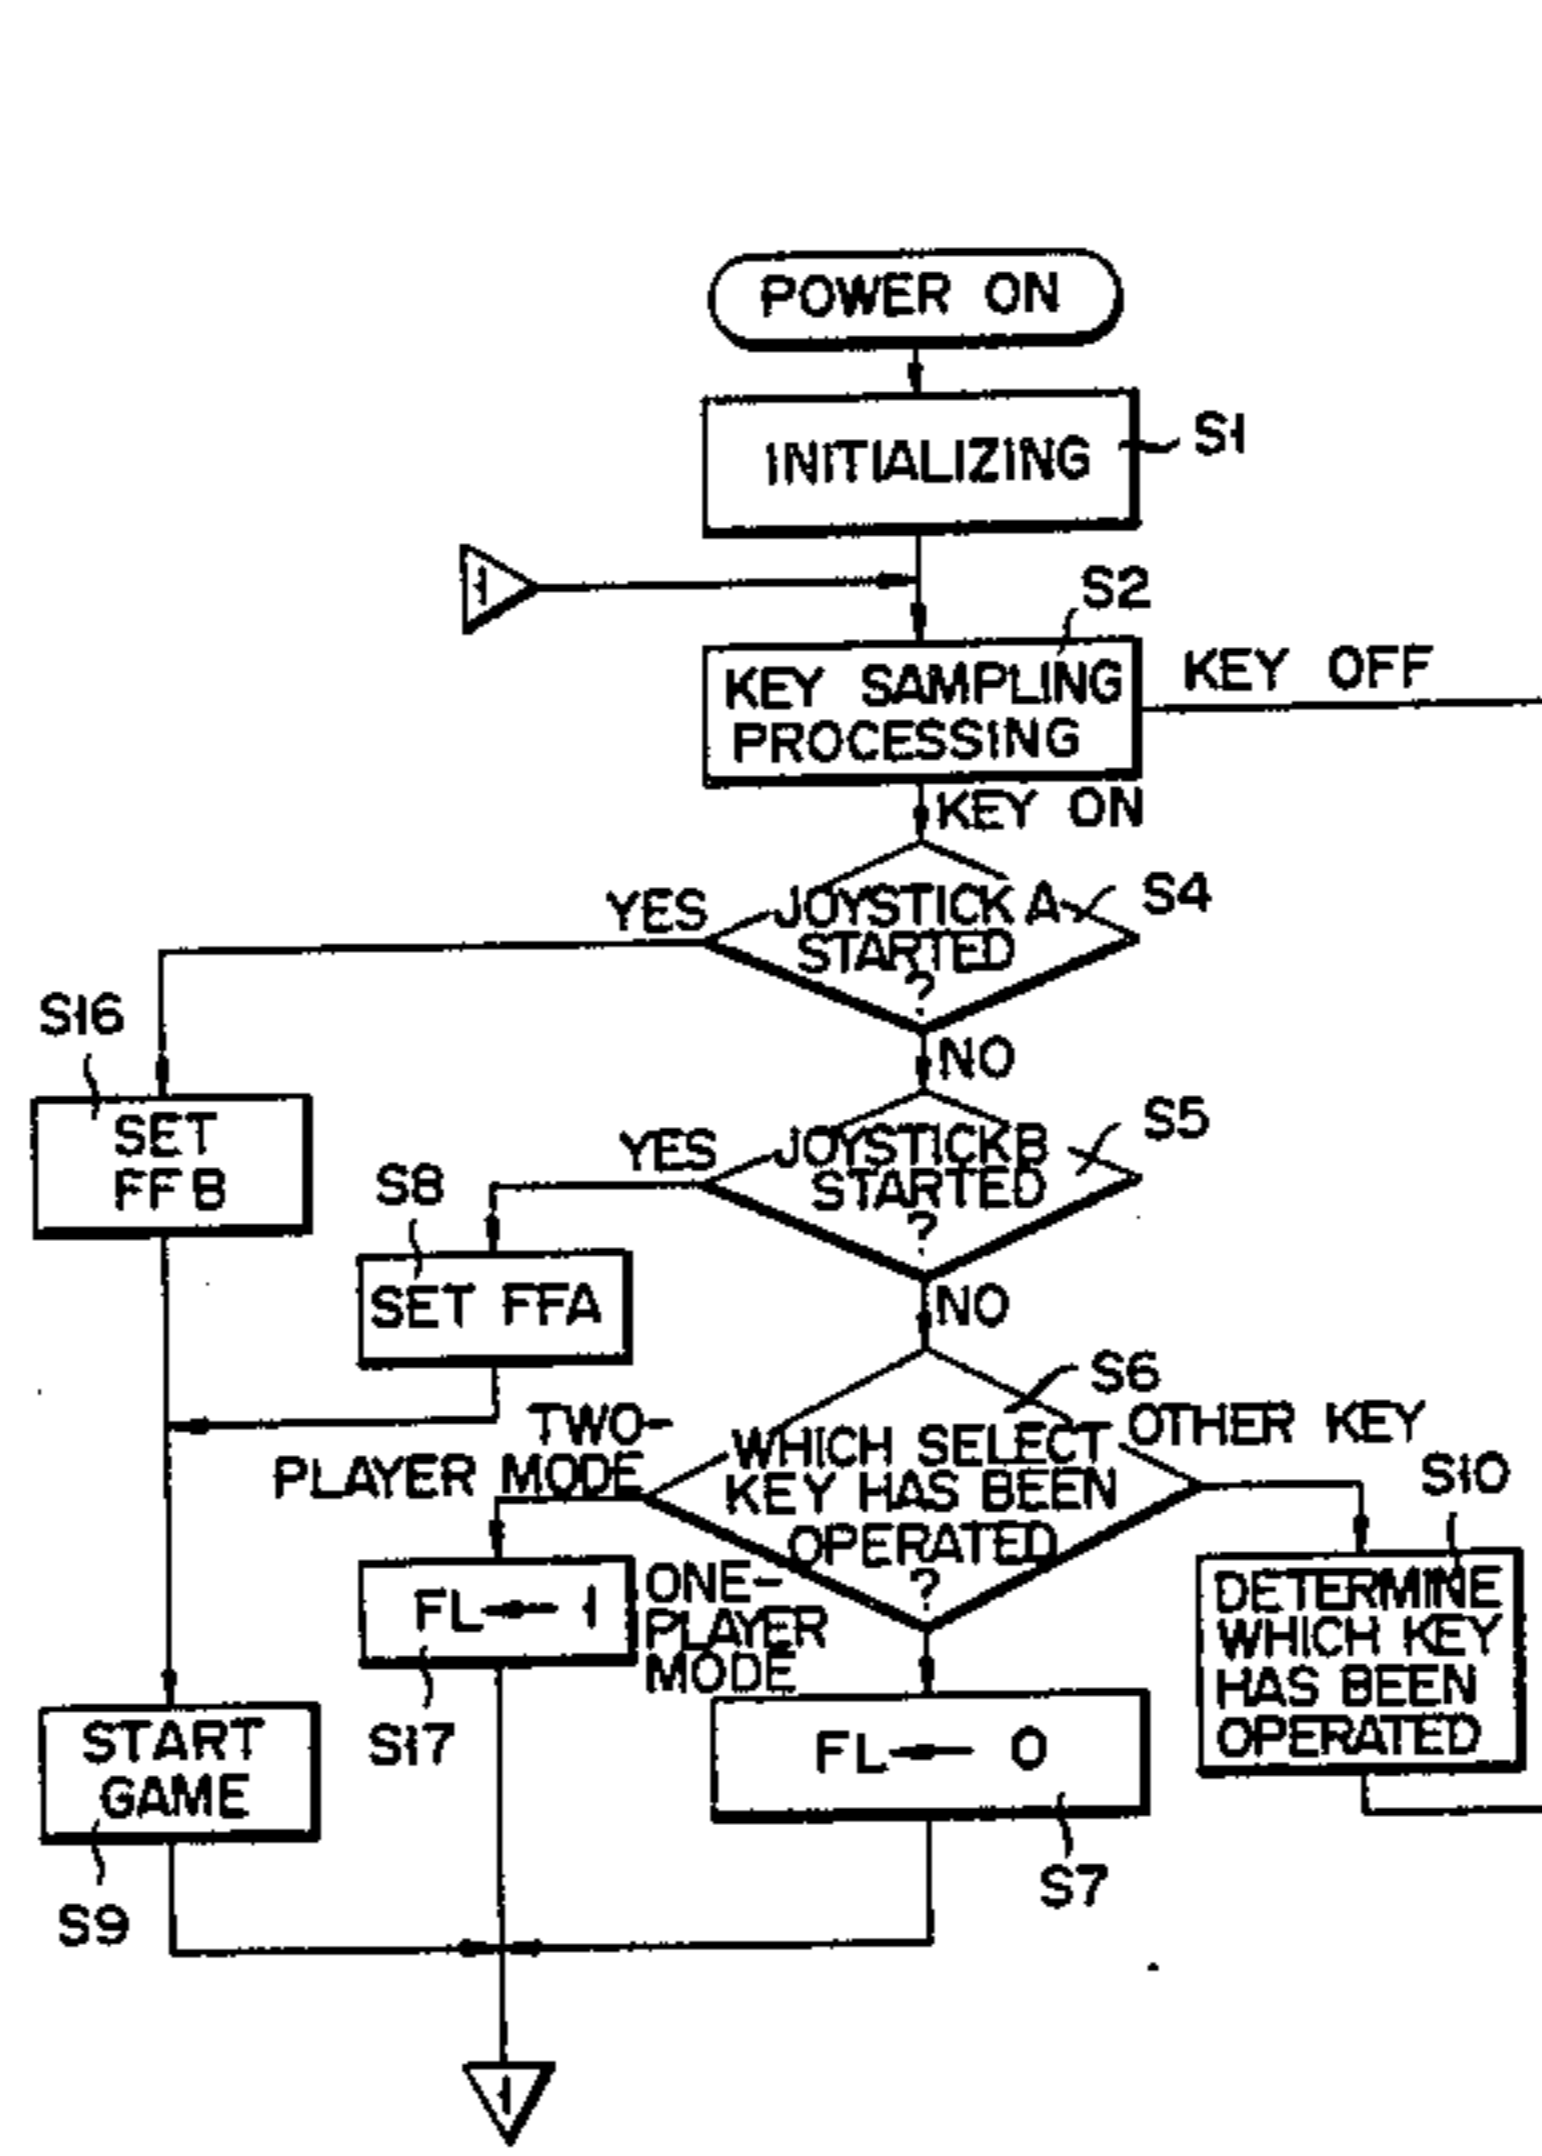 POWER ON
INITIALIZING
S1
1
S2
KEY SAMPLING
PROCESSING
KEY OFF
KEY ON
YES
JOYSTICK A
STARTED
?
S4
S16
NO
SET
FFB
YES
JOYSTICK B
STARTED
?
S5
S8
SET FFA
NO
S6
TWO-
PLAYER MODE
WHICH SELECT
KEY HAS BEEN
OPERATED
?
OTHER KEY
S10
FL ← 1
S17
ONE-
PLAYER
MODE
DETERMINE
WHICH KEY
HAS BEEN
OPERATED
START
GAME
S9
FL ← 0
S7
1